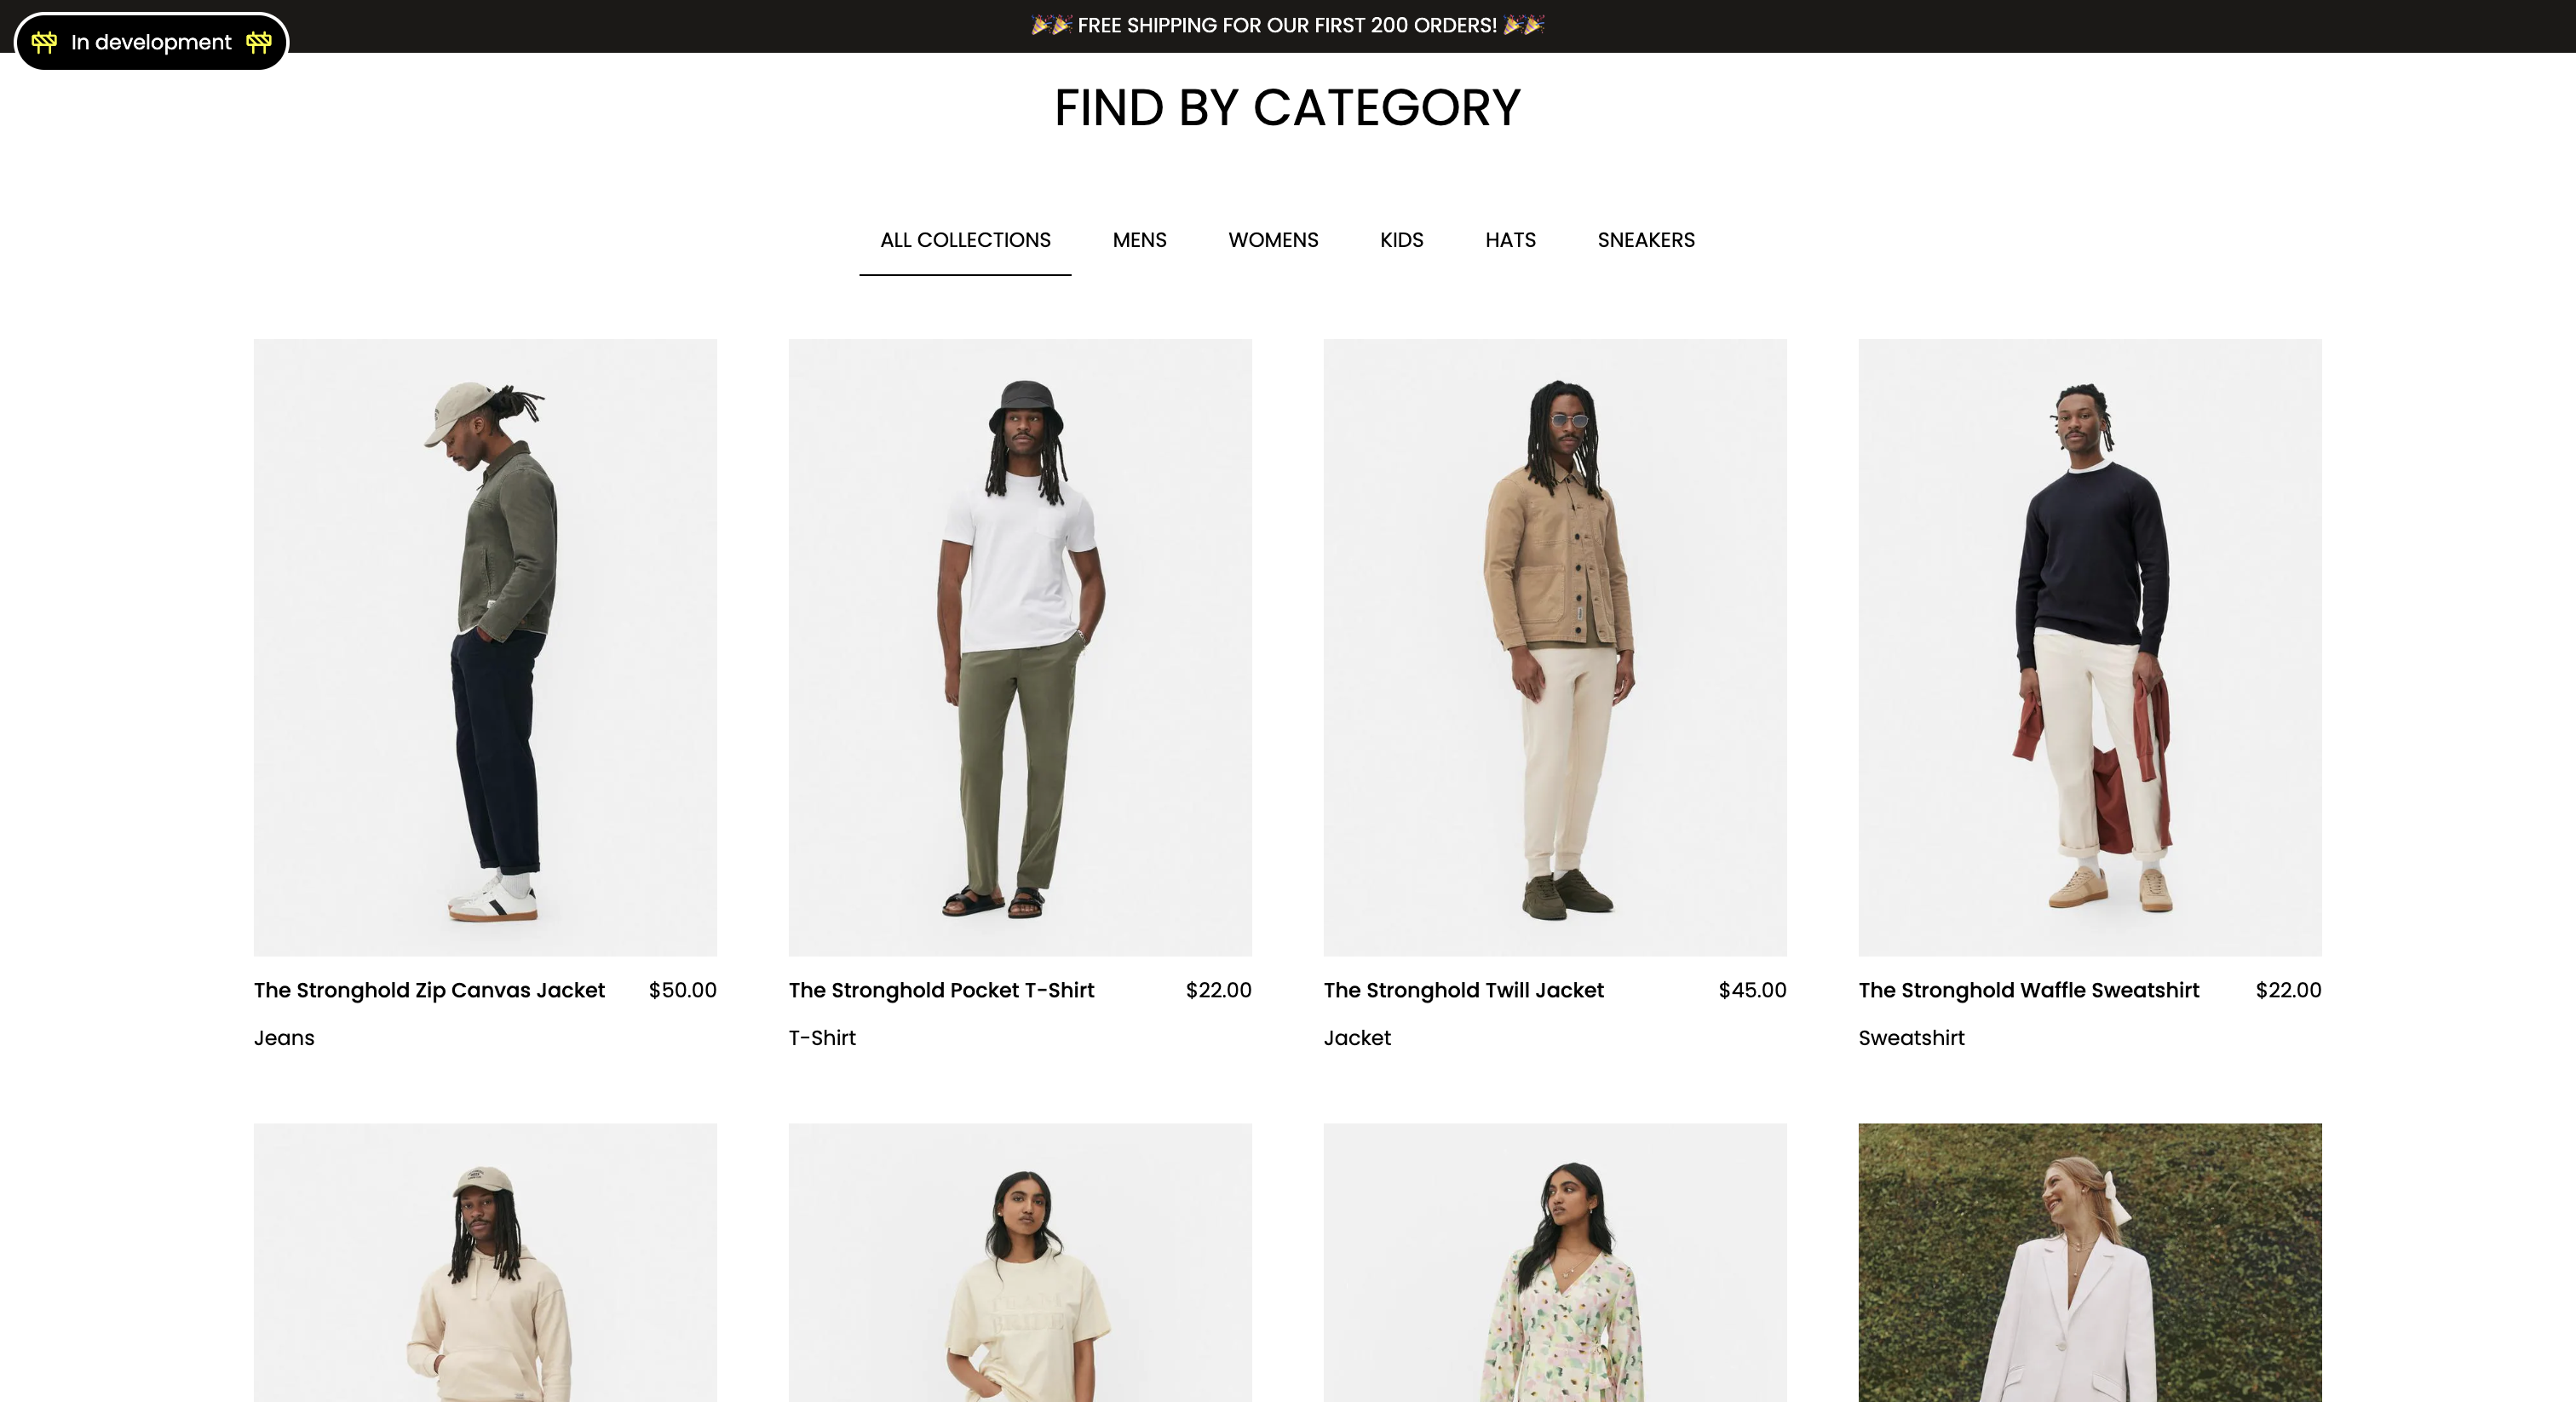 🎉🎉 FREE SHIPPING FOR OUR FIRST 200 ORDERS! 🎉🎉
🚧 In development 🚧
FIND BY CATEGORY
ALL COLLECTIONS MENS WOMENS KIDS HATS SNEAKERS
The Stronghold Zip Canvas Jacket $50.00
Jeans
The Stronghold Pocket T-Shirt $22.00
T-Shirt
The Stronghold Twill Jacket $45.00
Jacket
The Stronghold Waffle Sweatshirt $22.00
Sweatshirt
TEAM
BRIDE